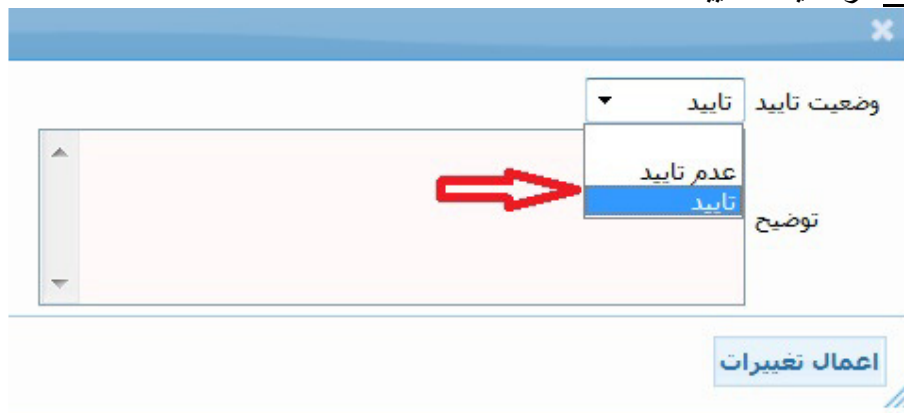 وضعیت تایید تایید
عدم تایید
تایید
توضیح
اعمال تغییرات